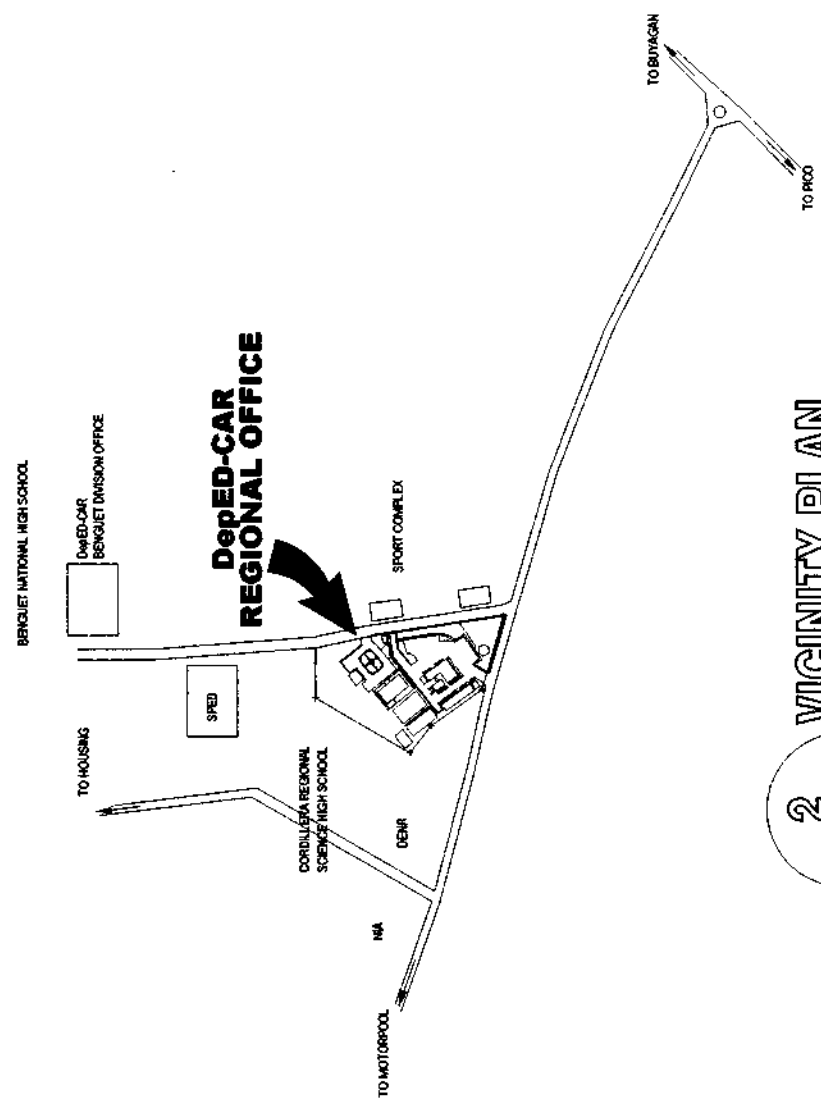 BENGUET NATIONAL HIGH SCHOOL
TO HOUSING
DepED-CAR
BENGUET DIVISION OFFICE
SPED
DepED-CAR
REGIONAL OFFICE
CORDILLERA REGIONAL
SCIENCE HIGH SCHOOL
NIA
TO MOTORPOOL
SPORT COMPLEX
DENR
TO BUYAGAN
TO PICO
2 VICINITY PLAN